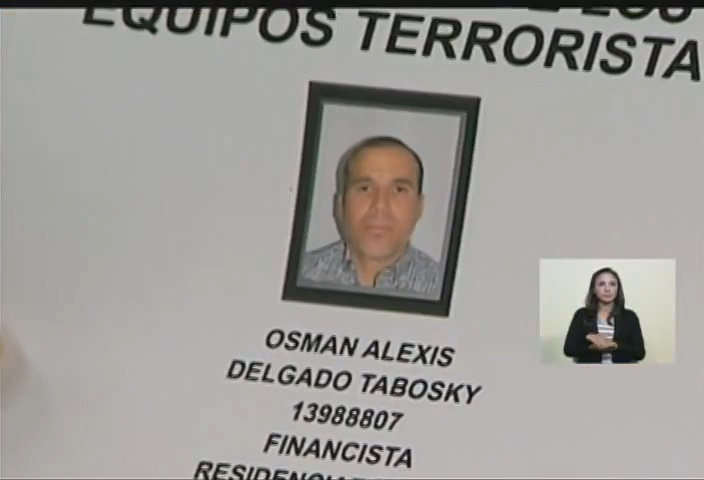 EQUIPOS TERRORISTA
OSMAN ALEXIS
DELGADO TABOSKY
13988807
FINANCISTA